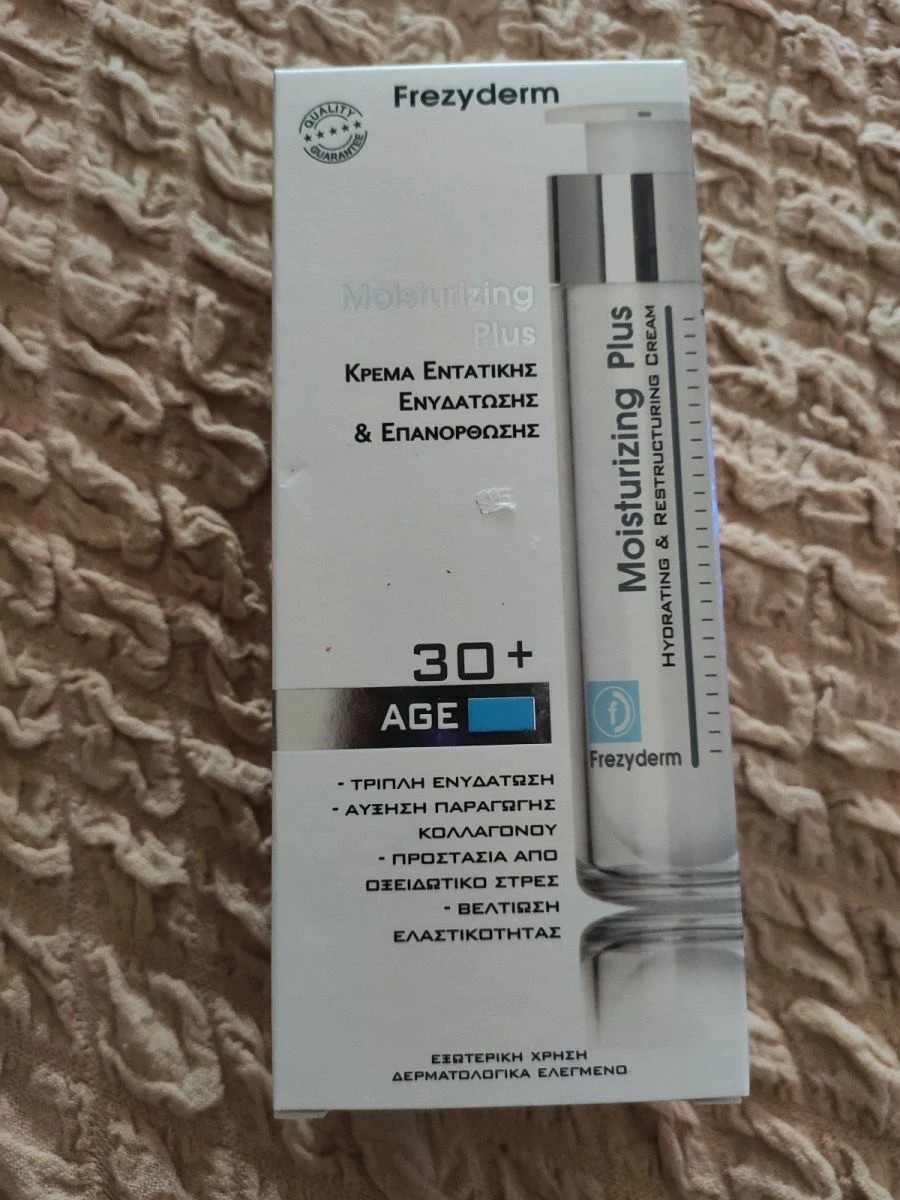 Frezyderm
QUALITY
GUARANTEE
Moisturizing
Plus
ΚΡΕΜΑ ΕΝΤΑΤΙΚΗΣ
ΕΝΥΔΑΤΩΣΗΣ
& ΕΠΑΝΟΡΘΩΣΗΣ
30+
AGE
- ΤΡΙΠΛΗ ΕΝΥΔΑΤΩΣΗ
- ΑΥΞΗΣΗ ΠΑΡΑΓΩΓΗΣ
ΚΟΛΛΑΓΟΝΟΥ
- ΠΡΟΣΤΑΣΙΑ ΑΠΟ
ΟΞΕΙΔΩΤΙΚΟ ΣΤΡΕΣ
- ΒΕΛΤΙΩΣΗ
ΕΛΑΣΤΙΚΟΤΗΤΑΣ
ΕΞΩΤΕΡΙΚΗ ΧΡΗΣΗ
ΔΕΡΜΑΤΟΛΟΓΙΚΑ ΕΛΕΓΜΕΝΟ
Moisturizing Plus
HYDRATING & RESTRUCTURING CREAM
f
Frezyderm